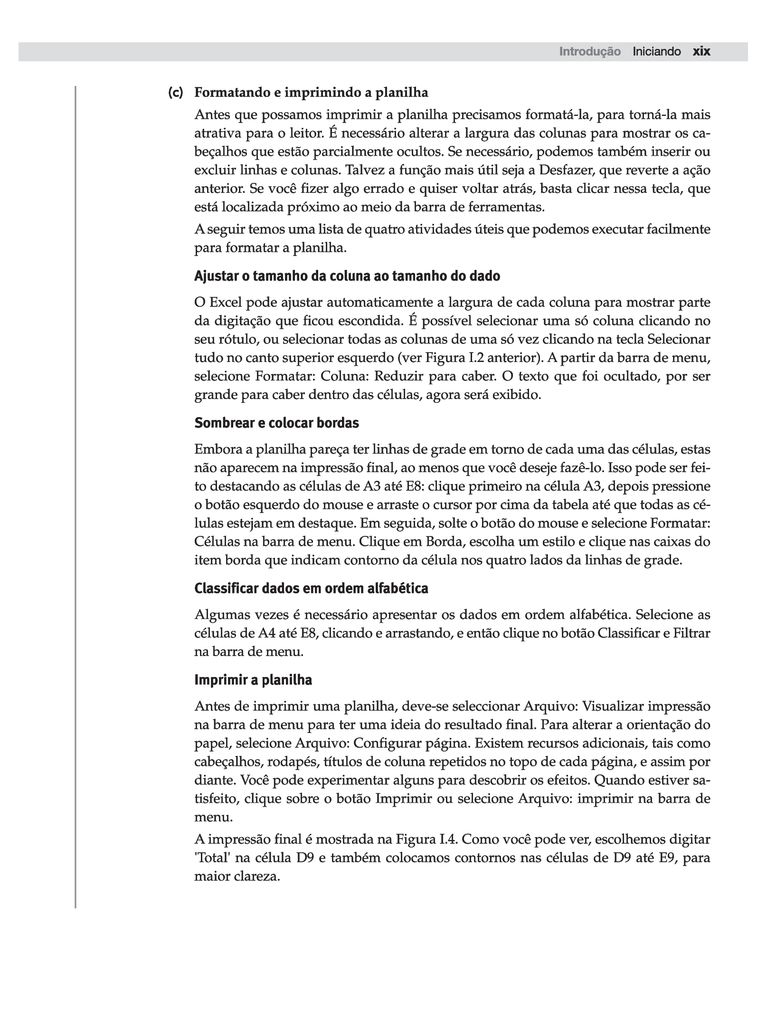 Introdução Iniciando xix
(c) Formatando e imprimindo a planilha
Antes que possamos imprimir a planilha precisamos formatá-la, para torná-la mais
atrativa para o leitor. É necessário alterar a largura das colunas para mostrar os ca-
beçalhos que estão parcialmente ocultos. Se necessário, podemos também inserir ou
excluir linhas e colunas. Talvez a função mais útil seja a Desfazer, que reverte a ação
anterior. Se você fizer algo errado e quiser voltar atrás, basta clicar nessa tecla, que
está localizada próximo ao meio da barra de ferramentas.
A seguir temos uma lista de quatro atividades úteis que podemos executar facilmente
para formatar a planilha.
Ajustar o tamanho da coluna ao tamanho do dado
O Excel pode ajustar automaticamente a largura de cada coluna para mostrar parte
da digitação que ficou escondida. É possível selecionar uma só coluna clicando no
seu rótulo, ou selecionar todas as colunas de uma só vez clicando na tecla Selecionar
tudo no canto superior esquerdo (ver Figura I.2 anterior). A partir da barra de menu,
selecione Formatar: Coluna: Reduzir para caber. O texto que foi ocultado, por ser
grande para caber dentro das células, agora será exibido.
Sombrear e colocar bordas
Embora a planilha pareça ter linhas de grade em torno de cada uma das células, estas
não aparecem na impressão final, ao menos que você deseje fazê-lo. Isso pode ser fei-
to destacando as células de A3 até E8: clique primeiro na célula A3, depois pressione
o botão esquerdo do mouse e arraste o cursor por cima da tabela até que todas as cé-
lulas estejam em destaque. Em seguida, solte o botão do mouse e selecione Formatar:
Células na barra de menu. Clique em Borda, escolha um estilo e clique nas caixas do
item borda que indicam contorno da célula nos quatro lados da linhas de grade.
Classificar dados em ordem alfabética
Algumas vezes é necessário apresentar os dados em ordem alfabética. Selecione as
células de A4 até E8, clicando e arrastando, e então clique no botão Classificar e Filtrar
na barra de menu.
Imprimir a planilha
Antes de imprimir uma planilha, deve-se seleccionar Arquivo: Visualizar impressão
na barra de menu para ter uma ideia do resultado final. Para alterar a orientação do
papel, selecione Arquivo: Configurar página. Existem recursos adicionais, tais como
cabeçalhos, rodapés, títulos de coluna repetidos no topo de cada página, e assim por
diante. Você pode experimentar alguns para descobrir os efeitos. Quando estiver sa-
tisfeito, clique sobre o botão Imprimir ou selecione Arquivo: imprimir na barra de
menu.
A impressão final é mostrada na Figura I.4. Como você pode ver, escolhemos digitar
'Total' na célula D9 e também colocamos contornos nas células de D9 até E9, para
maior clareza.